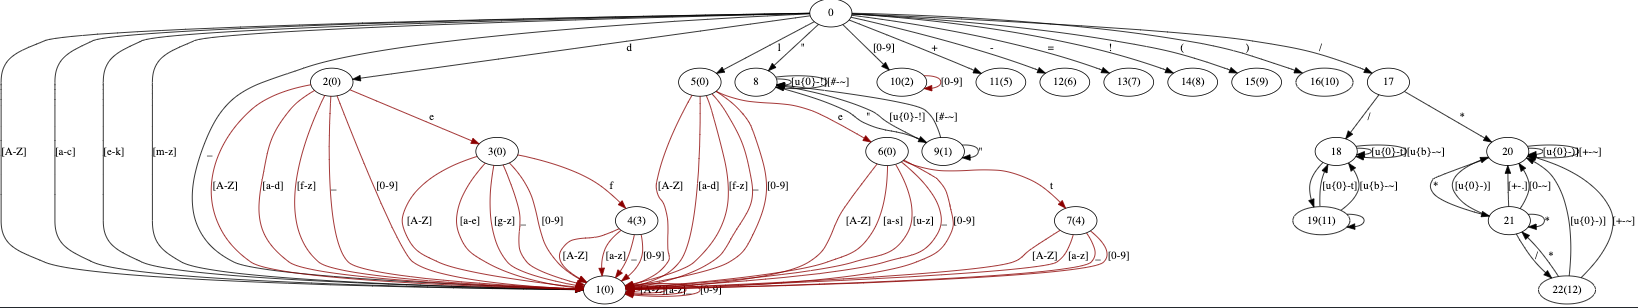 0
d l " [0-9] + - = ! ( ) /
2(0) 5(0) 8 [u{0}-!] [#-~] 10(2) [0-9] 11(5) 12(6) 13(7) 14(8) 15(9) 16(10) 17
e e " [u{0}-!] [#-~] / *
[A-Z] [a-c] [e-k] [m-z] _ 3(0) 6(0) 9(1) " 18 [u{b}-~] 20 [+-~]
[A-Z] [a-d] [f-z] _ [0-9] f [A-Z] [a-d] [f-z] _ [0-9] t [u{0}-t] [u{b}-~] * [u{0}-)] [+-.] [0-~]
[A-Z] [a-e] [g-z] _ [0-9] 4(3) [A-Z] [a-s] [u-z] _ [0-9] 7(4) 19(11) 21 * [u{0}-)] [+-~]
[A-Z] [a-z] _ [0-9] [A-Z] [a-z] _ [0-9] / *
1(0) [A-Z] [a-z] _ [0-9] 22(12)